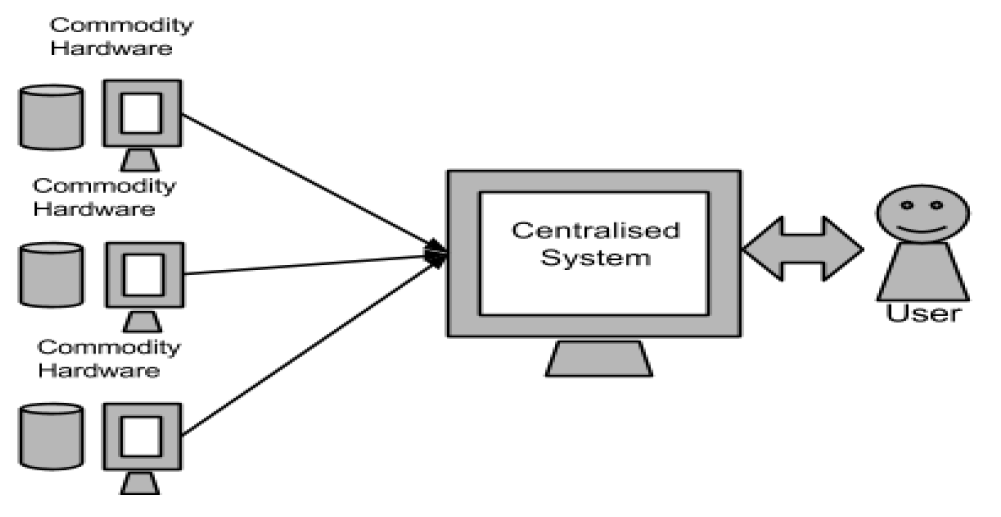 Commodity
Hardware
Commodity
Hardware
Commodity
Hardware
Centralised
System
User